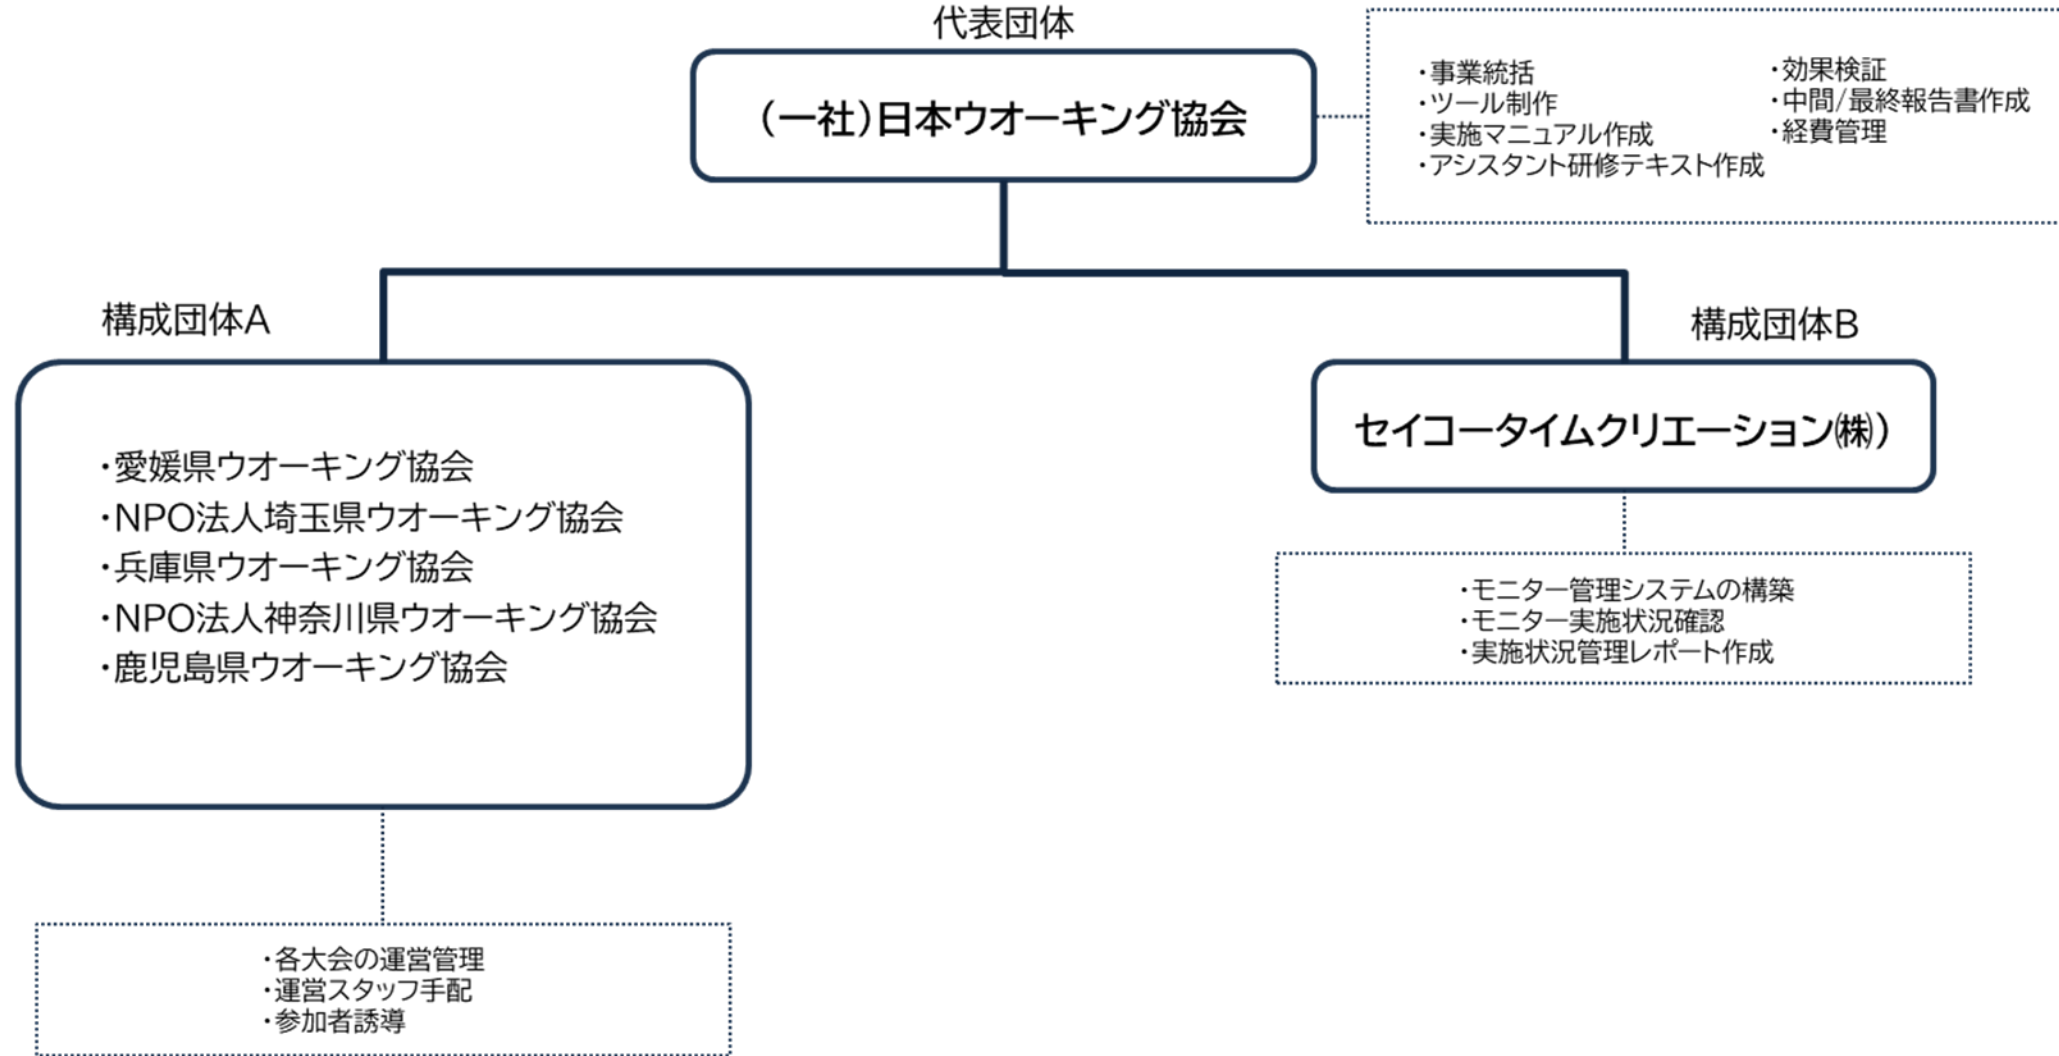 代表団体
（一社）日本ウオーキング協会
・事業統括
・ツール制作
・実施マニュアル作成
・アシスタント研修テキスト作成
・効果検証
・中間/最終報告書作成
・経費管理
構成団体A
・愛媛県ウオーキング協会
・NPO法人埼玉県ウオーキング協会
・兵庫県ウオーキング協会
・NPO法人神奈川県ウオーキング協会
・鹿児島県ウオーキング協会
・各大会の運営管理
・運営スタッフ手配
・参加者誘導
構成団体B
セイコータイムクリエーション㈱）
・モニター管理システムの構築
・モニター実施状況確認
・実施状況管理レポート作成